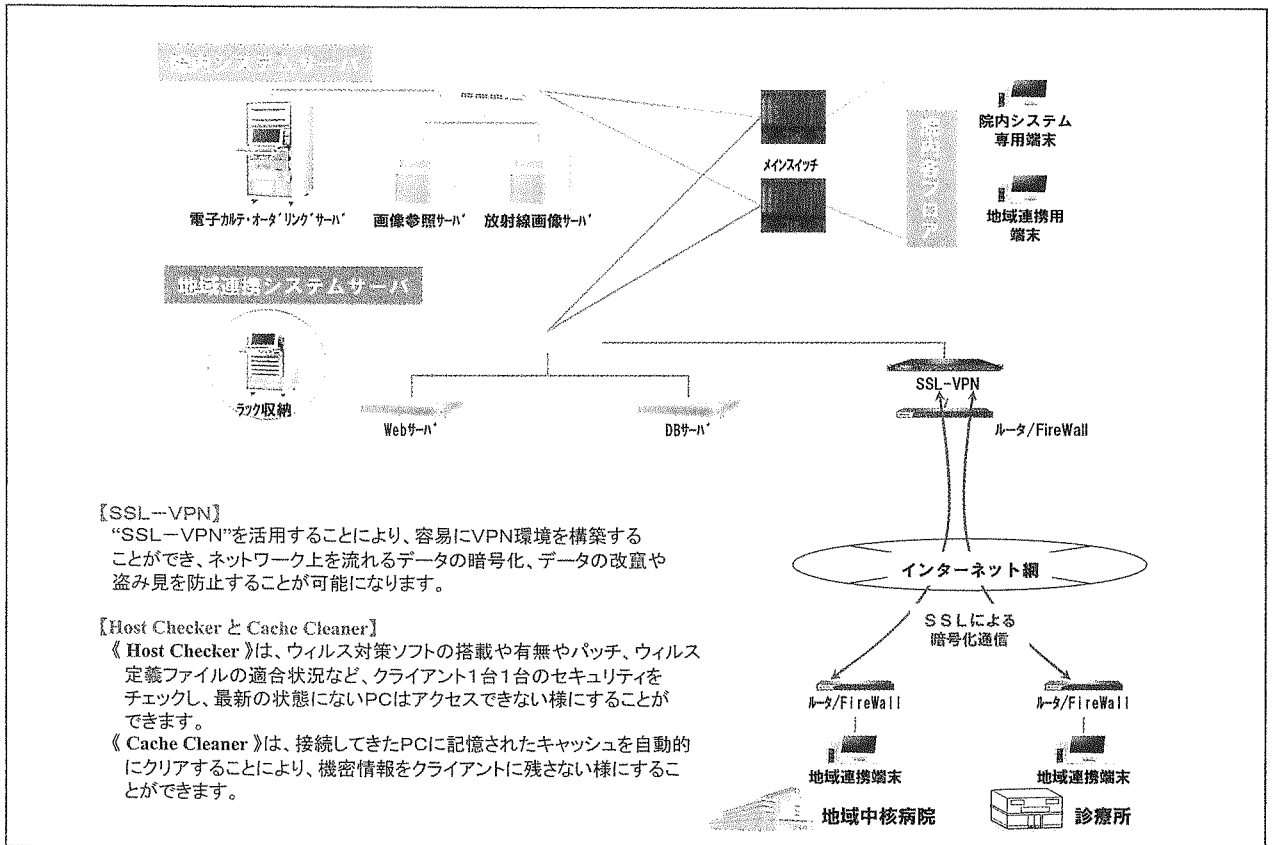 院内システムサーバ
電子カルテ・オーダリングサーバ
画像参照サーバ
放射線画像サーバ
メインスイッチ
院内各フロア
院内システム
専用端末
地域連携用
端末
地域連携システムサーバ
ラック収納
Webサーバ
DBサーバ
SSL-VPN
ルータ/FireWall
【SSL-VPN】
“SSL-VPN”を活用することにより、容易にVPN環境を構築する
ことができ、ネットワーク上を流れるデータの暗号化、データの改竄や
盗み見を防止することが可能になります。
【Host Checker と Cache Cleaner】
《 Host Checker 》は、ウィルス対策ソフトの搭載や有無やパッチ、ウィルス
定義ファイルの適合状況など、クライアント1台1台のセキュリティを
チェックし、最新の状態にないPCはアクセスできない様にすることが
できます。
《 Cache Cleaner 》は、接続してきたPCに記憶されたキャッシュを自動的
にクリアすることにより、機密情報をクライアントに残さない様にするこ
とができます。
インターネット網
SSLによる
暗号化通信
ルータ/FireWall
ルータ/FireWall
地域連携端末
地域連携端末
地域中核病院
診療所